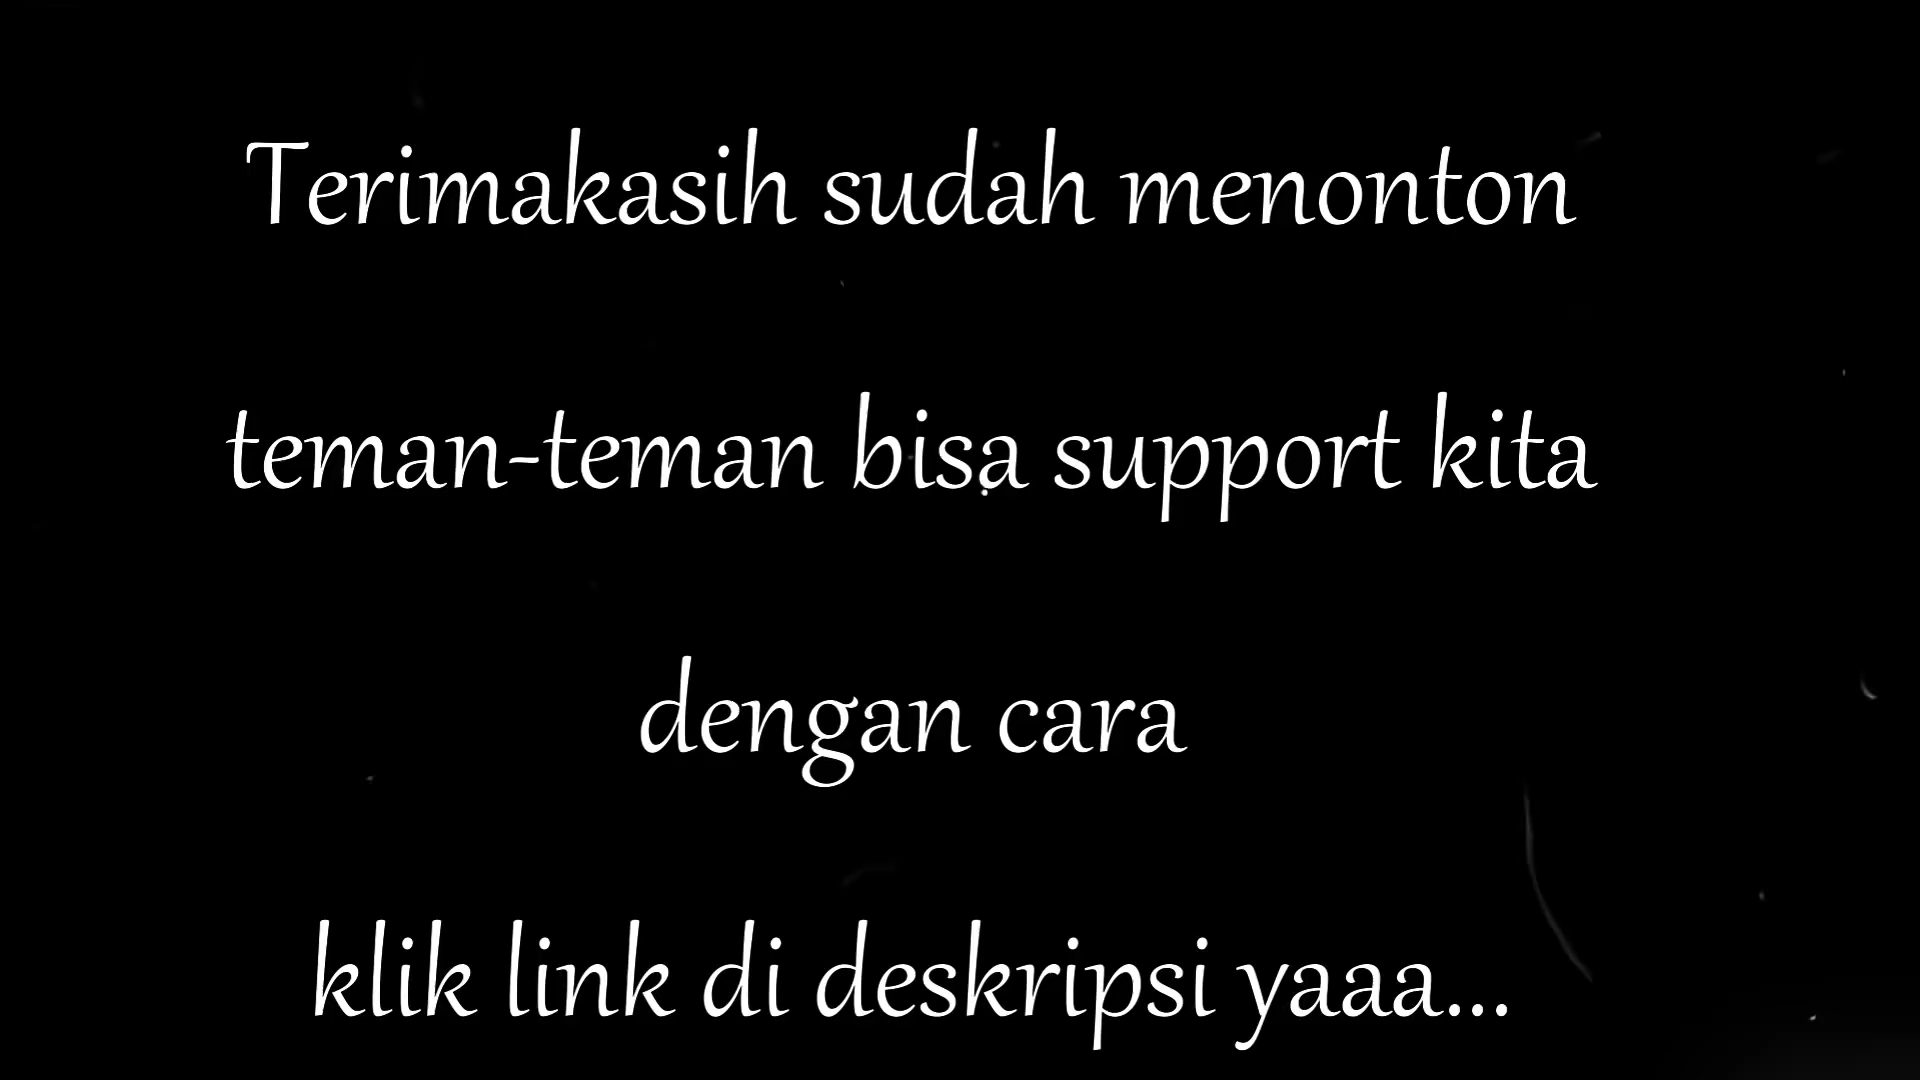 Terimakasih sudah menonton
teman-teman bisa support kita
dengan cara
klik link di deskripsi yaaa...